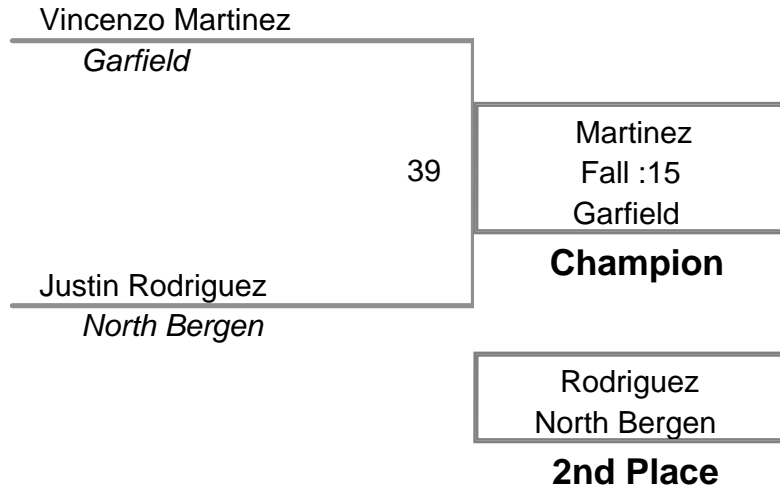 Vincenzo Martinez
Garfield
39
Martinez
Fall :15
Garfield
Champion
Justin Rodriguez
North Bergen
Rodriguez
North Bergen
2nd Place